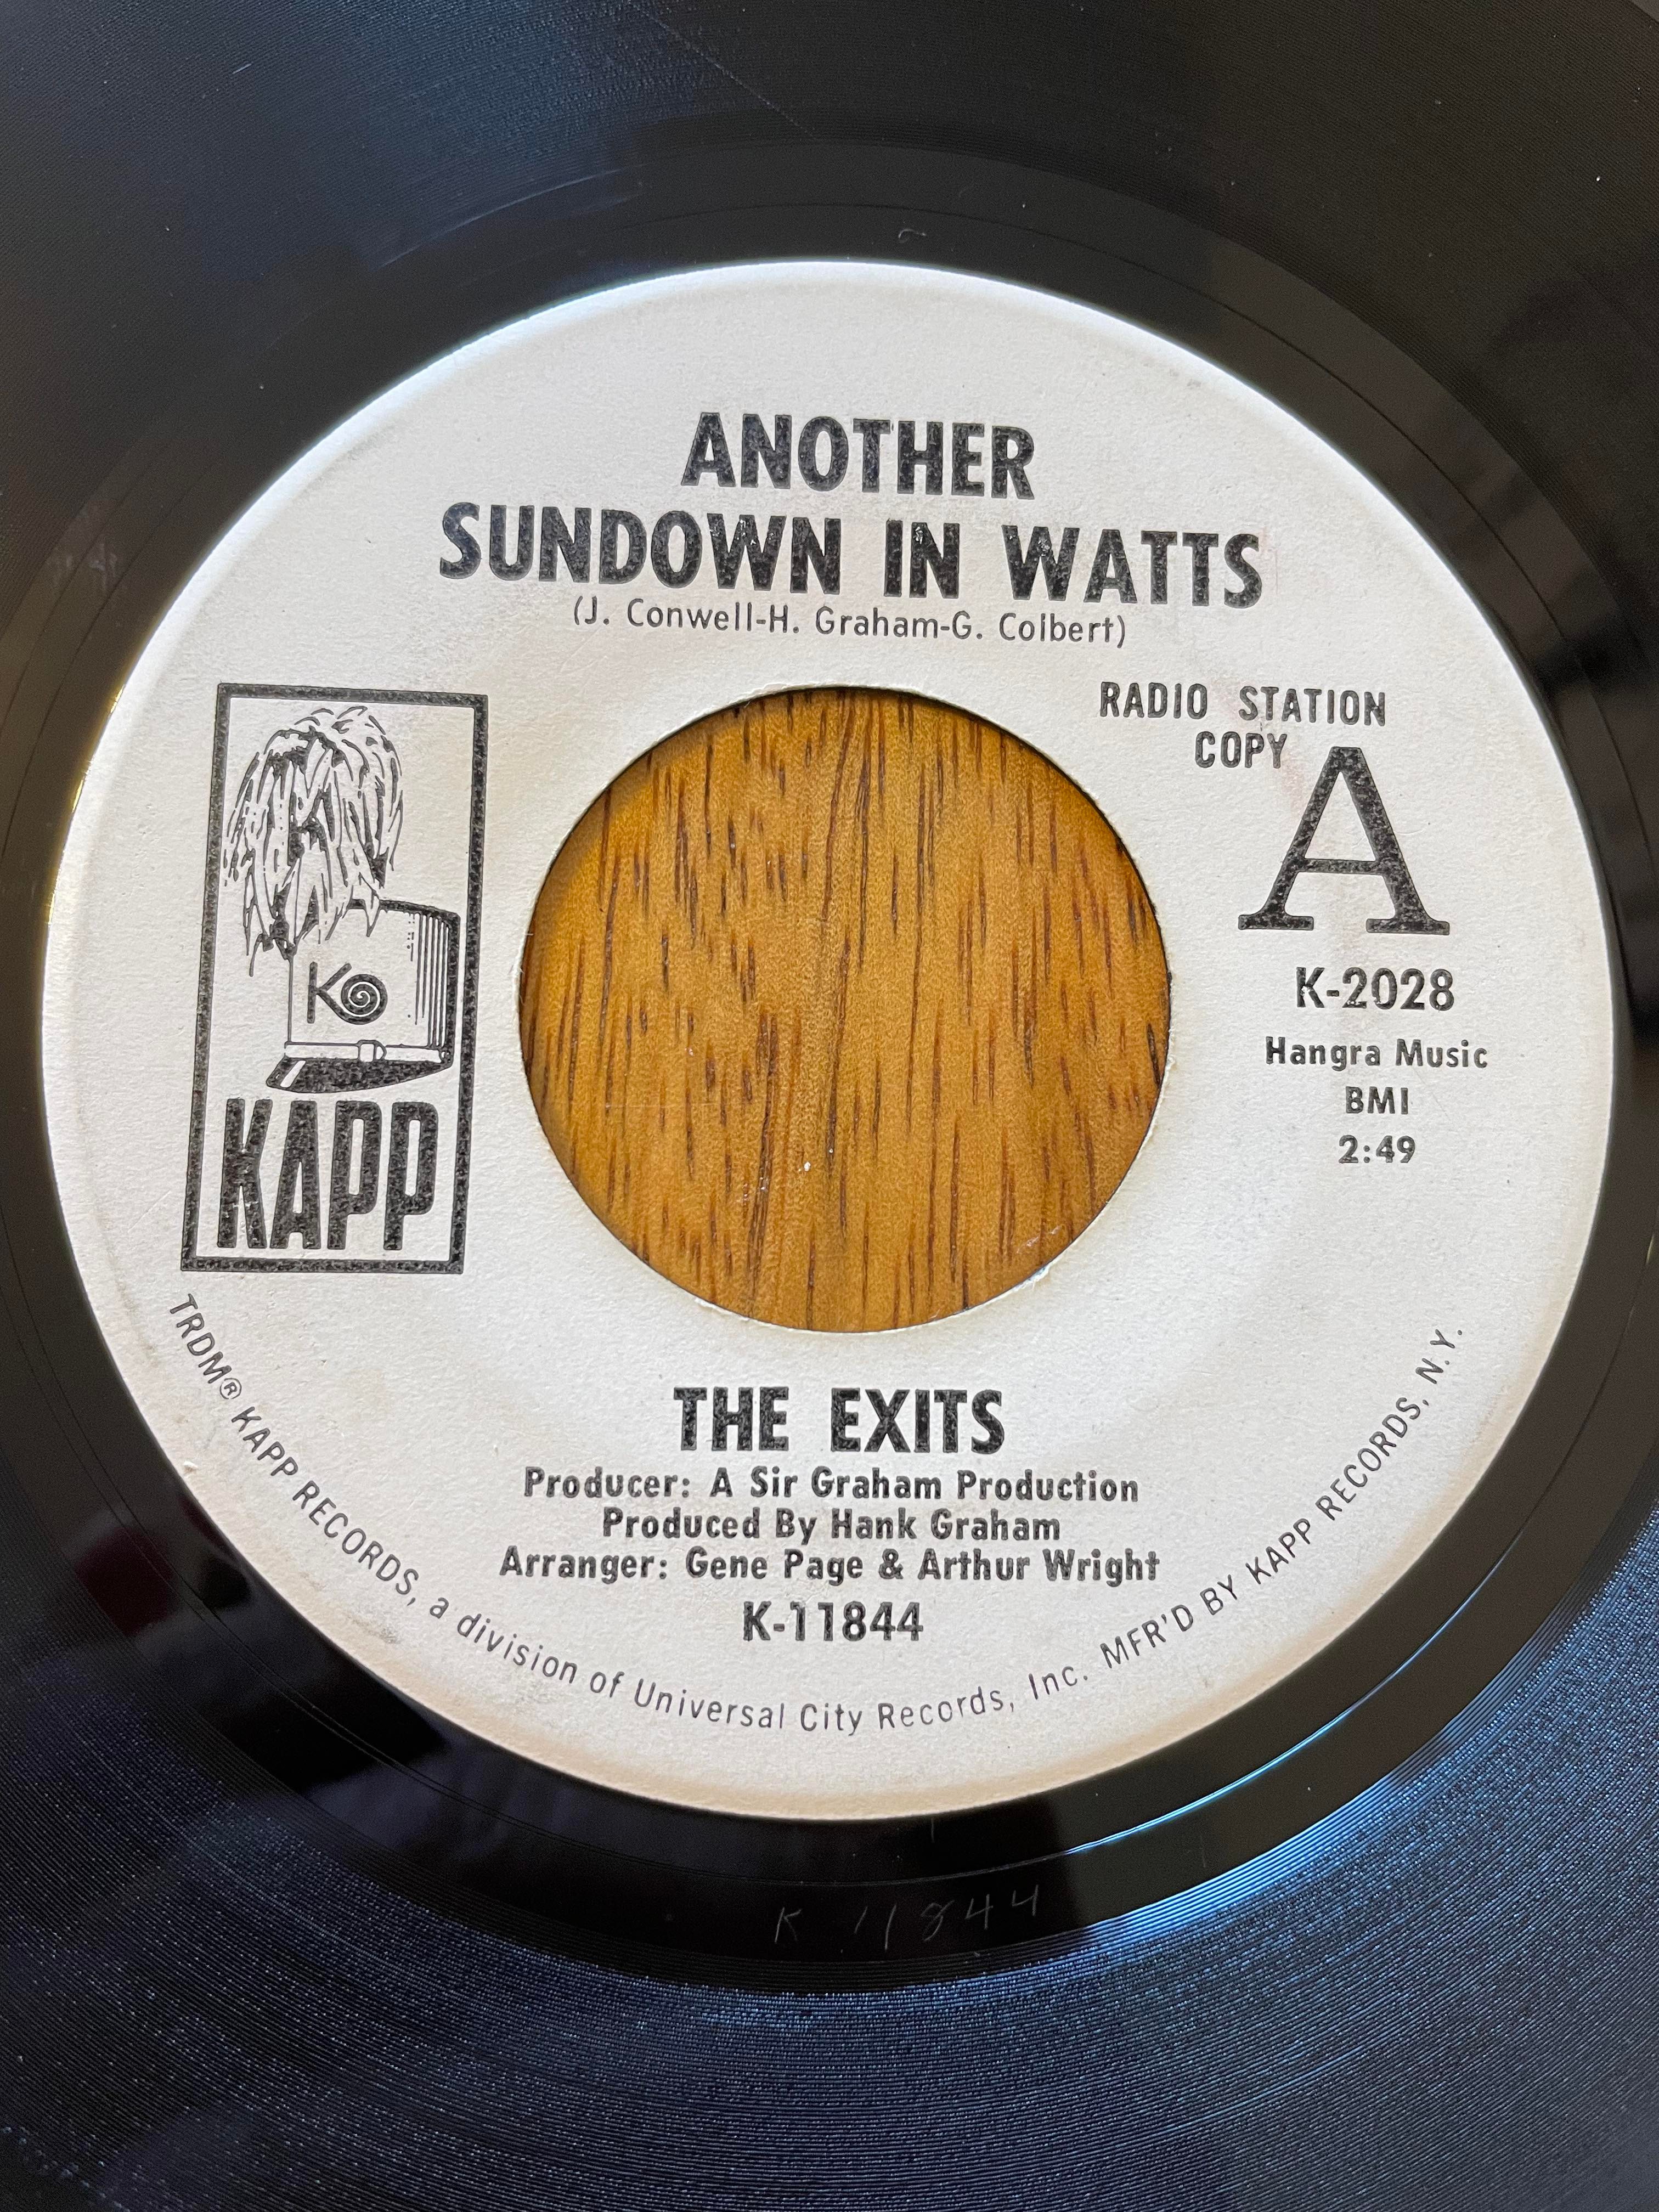 ANOTHER
SUNDOWN IN WATTS
(J. Conwell-H. Graham-G. Colbert)
RADIO STATION
COPY
A
K-2028
Hangra Music
BMI
2:49
K
KAPP
THE EXITS
Producer: A Sir Graham Production
Produced By Hank Graham
Arranger: Gene Page & Arthur Wright
K-11844
TRDM® KAPP RECORDS, a division of Universal City Records, Inc. MFR'D BY KAPP RECORDS, N.Y.
K 11844